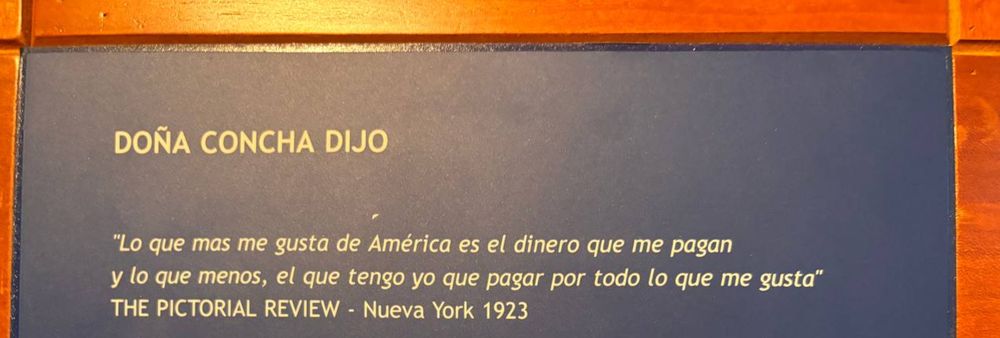 DOÑA CONCHA DIJO
"Lo que mas me gusta de América es el dinero que me pagan
y lo que menos, el que tengo yo que pagar por todo lo que me gusta"
THE PICTORIAL REVIEW - Nueva York 1923